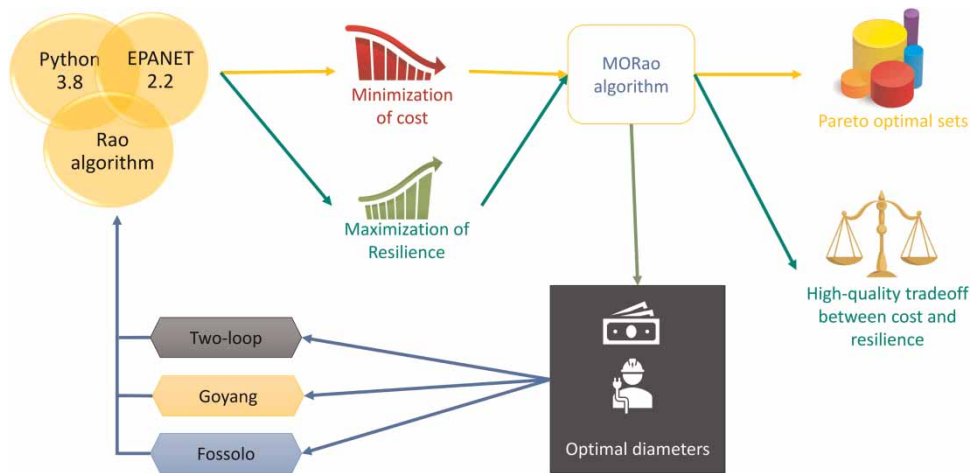 Python
3.8
EPANET
2.2
Rao
algorithm
Minimization
of cost
Maximization of
Resilience
MORao
algorithm
Pareto optimal sets
High-quality tradeoff
between cost and
resilience
Two-loop
Goyang
Fossolo
Optimal diameters